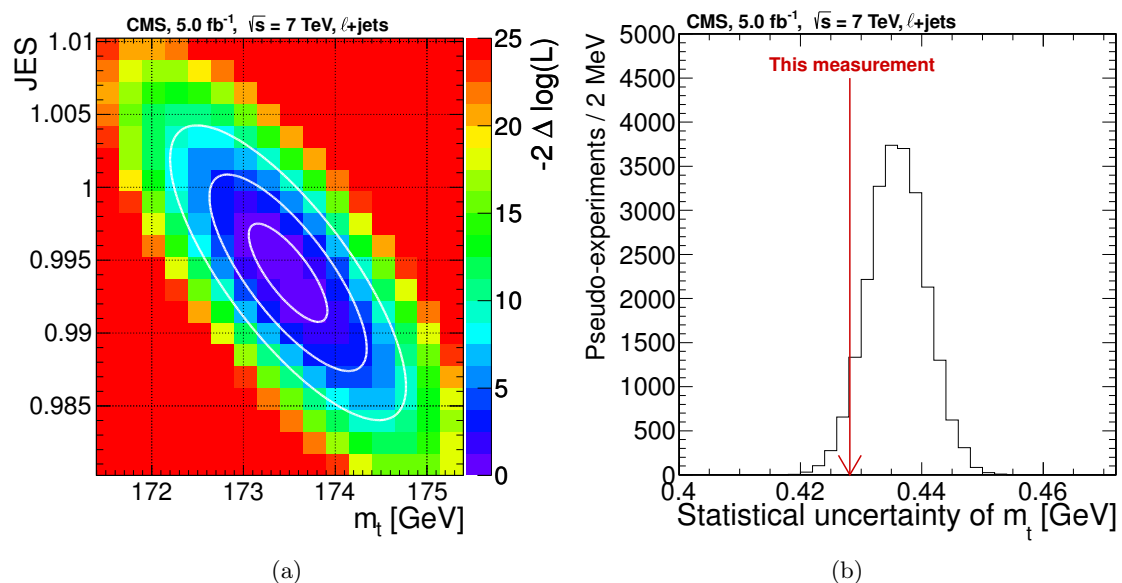 CMS, 5.0 fb⁻¹, √s = 7 TeV, ℓ+jets
JES
1.01
1.005
1
0.995
0.99
0.985
172 173 174 175
mₜ [GeV]
25
20
15
10
5
0
-2 Δ log(L)
(a)
CMS, 5.0 fb⁻¹, √s = 7 TeV, ℓ+jets
Pseudo-experiments / 2 MeV
5000
4500
4000
3500
3000
2500
2000
1500
1000
500
0
This measurement
0.4 0.42 0.44 0.46
Statistical uncertainty of mₜ [GeV]
(b)